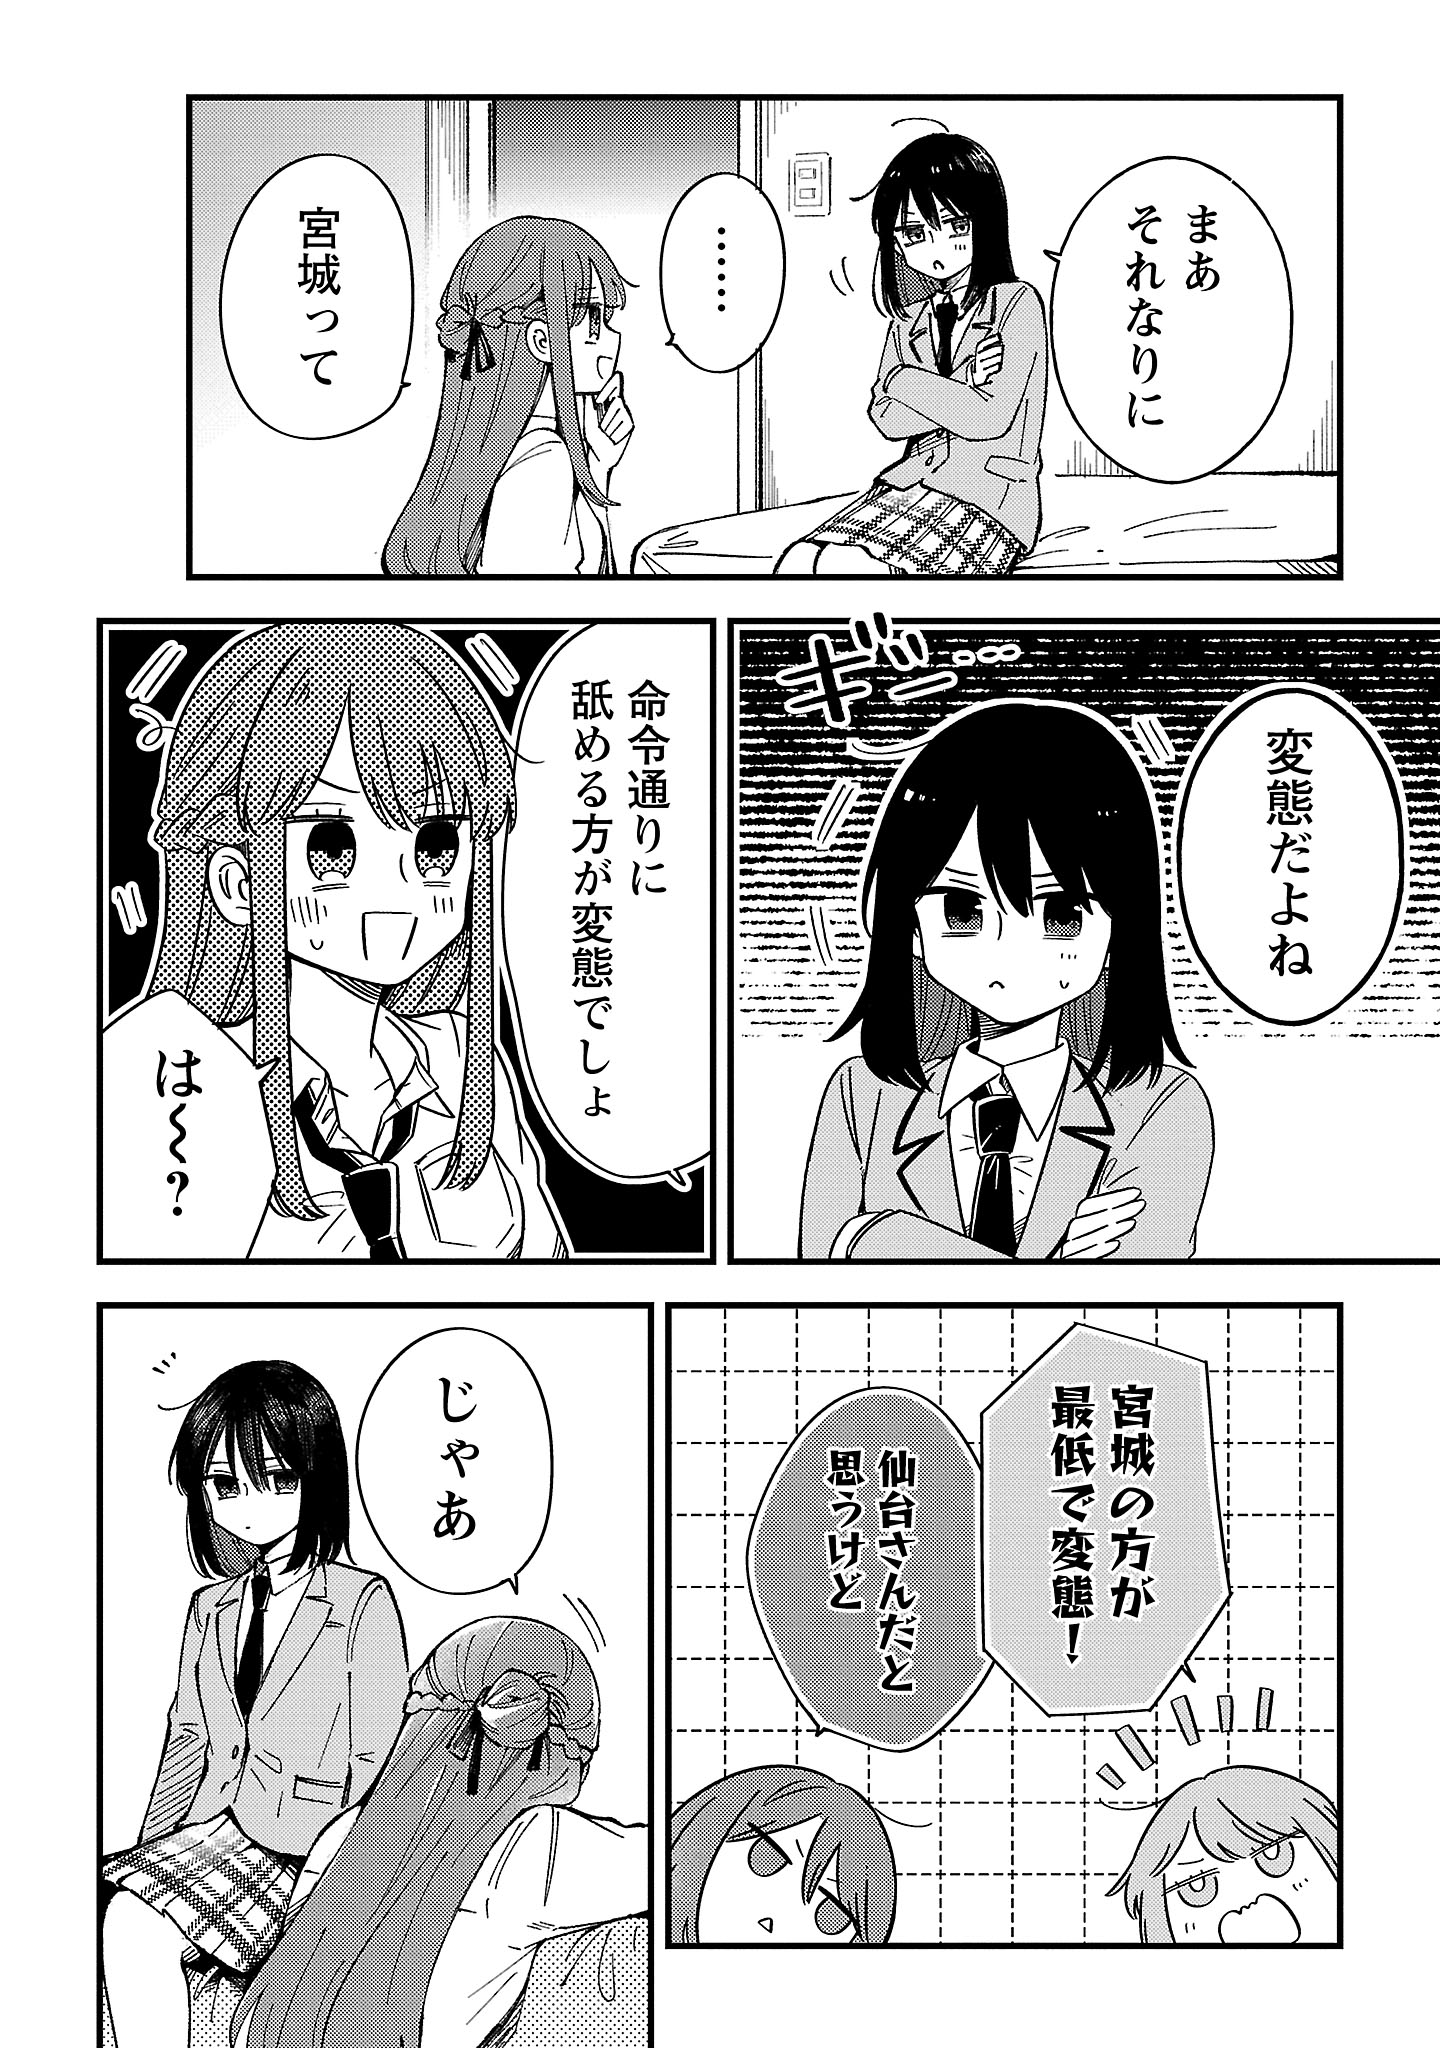 まあ
それなりに
……
宮城って
変態だよね
ギシ…
命令通りに
舐める方が変態でしょ
は〜?
宮城の方が
最低で変態!
仙台さんだと
思うけど
じゃあ